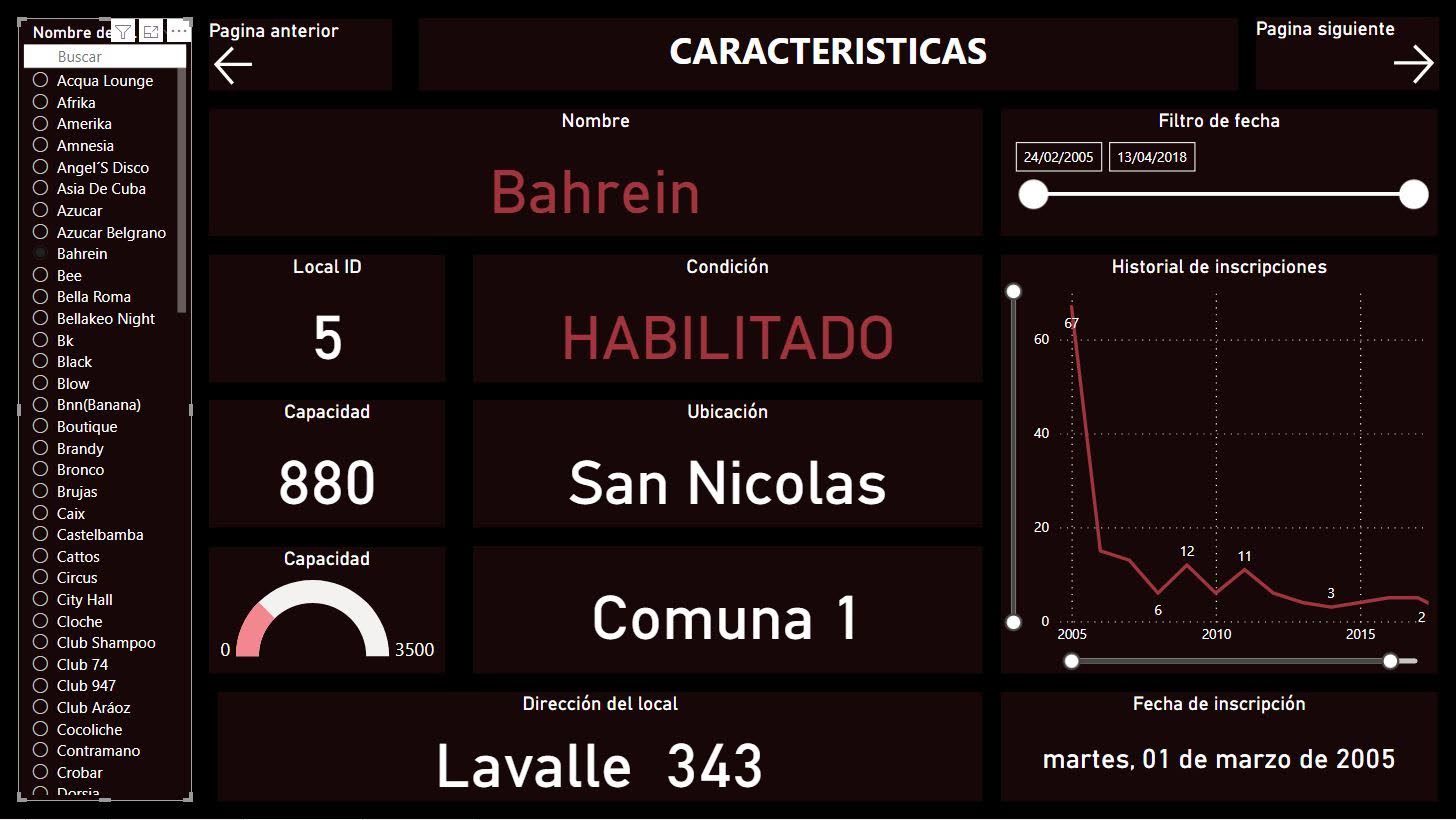 Nombre de
Buscar
Acqua Lounge
Afrika
Amerika
Amnesia
Angel´S Disco
Asia De Cuba
Azucar
Azucar Belgrano
Bahrein
Bee
Bella Roma
Bellakeo Night
Bk
Black
Blow
Bnn(Banana)
Boutique
Brandy
Bronco
Brujas
Caix
Castelbamba
Cattos
Circus
City Hall
Cloche
Club Shampoo
Club 74
Club 947
Club Aráoz
Cocoliche
Contramano
Crobar
Dorsia
Pagina anterior
CARACTERISTICAS
Pagina siguiente
Nombre
Bahrein
Filtro de fecha
24/02/2005 13/04/2018
Local ID
5
Condición
HABILITADO
Capacidad
880
Ubicación
San Nicolas
Capacidad
0 3500
Comuna 1
Historial de inscripciones
67
60
40
20
12
11
6
3
2
0
2005 2010 2015
Dirección del local
Lavalle 343
Fecha de inscripción
martes, 01 de marzo de 2005